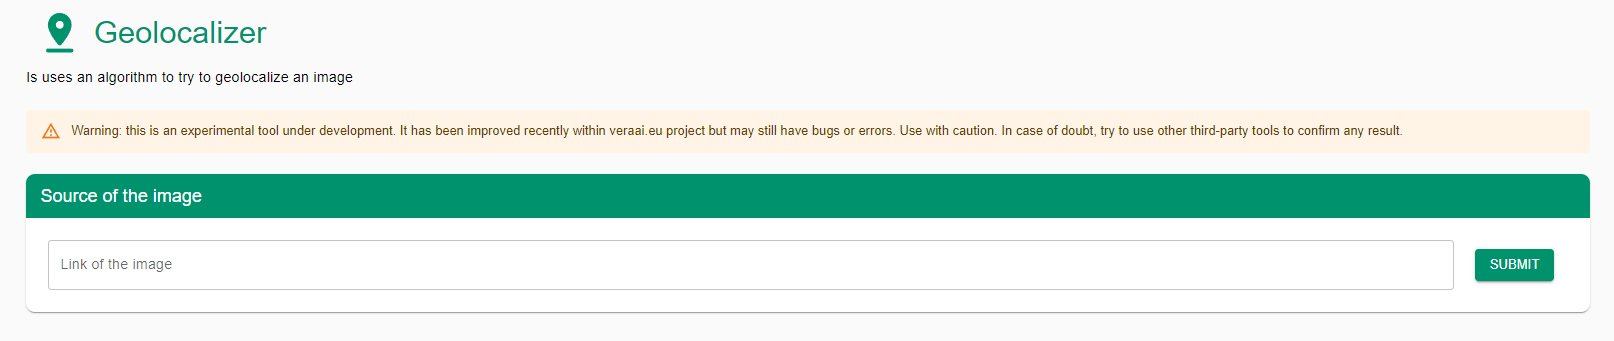 Geolocalizer
Is uses an algorithm to try to geolocalize an image
Warning: this is an experimental tool under development. It has been improved recently within veraai.eu project but may still have bugs or errors. Use with caution. In case of doubt, try to use other third-party tools to confirm any result.
Source of the image
Link of the image
SUBMIT